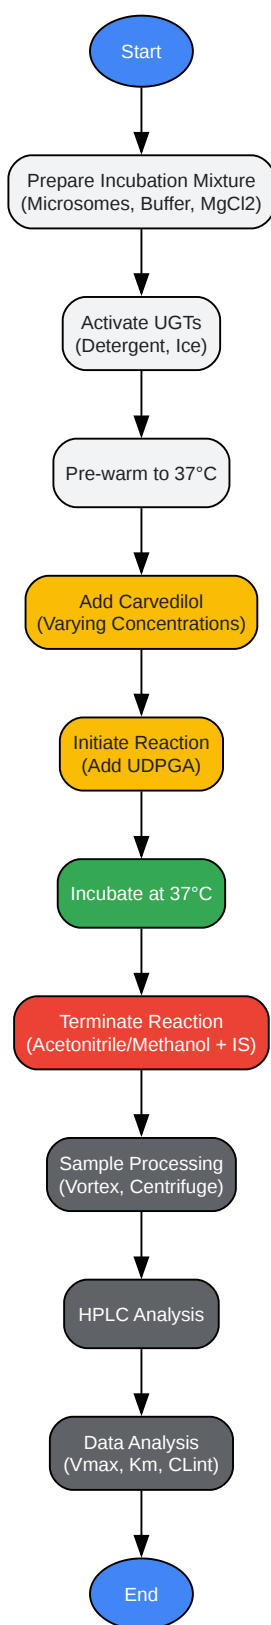 Start
Prepare Incubation Mixture
(Microsomes, Buffer, MgCl2)
Activate UGTs
(Detergent, Ice)
Pre-warm to 37°C
Add Carvedilol
(Varying Concentrations)
Initiate Reaction
(Add UDPGA)
Incubate at 37°C
Terminate Reaction
(Acetonitrile/Methanol + IS)
Sample Processing
(Vortex, Centrifuge)
HPLC Analysis
Data Analysis
(Vmax, Km, CLint)
End